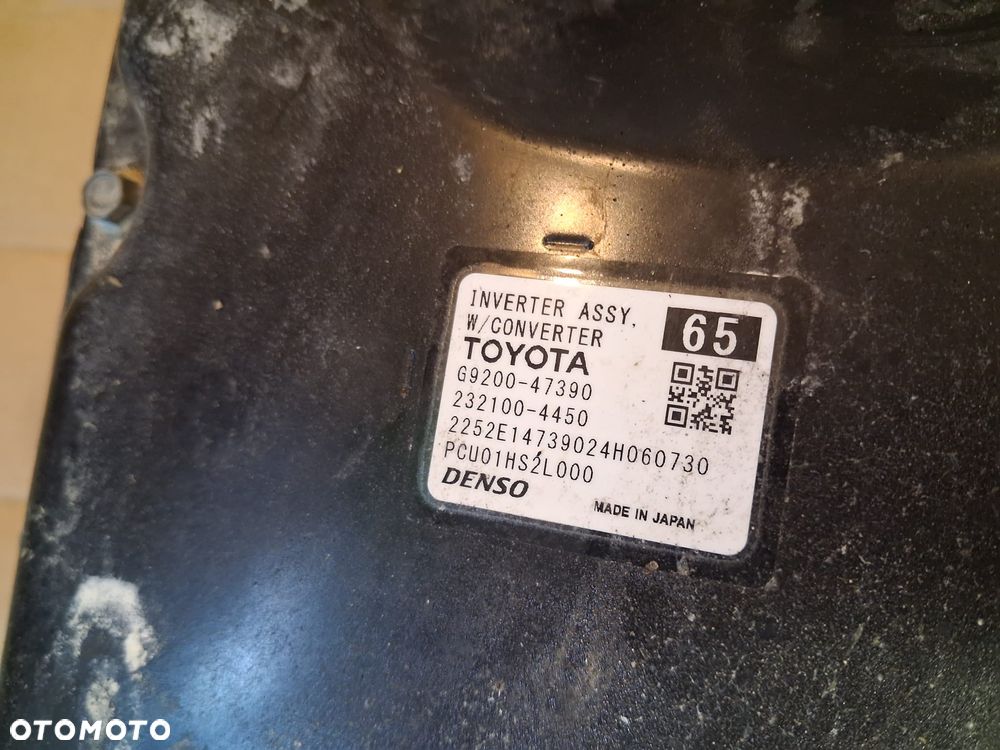 INVERTER ASSY,
W/CONVERTER
65
TOYOTA
G9200-47390
232100-4450
2252E14739024H060730
PCU01HS2L000
DENSO
MADE IN JAPAN
OTOMOTO